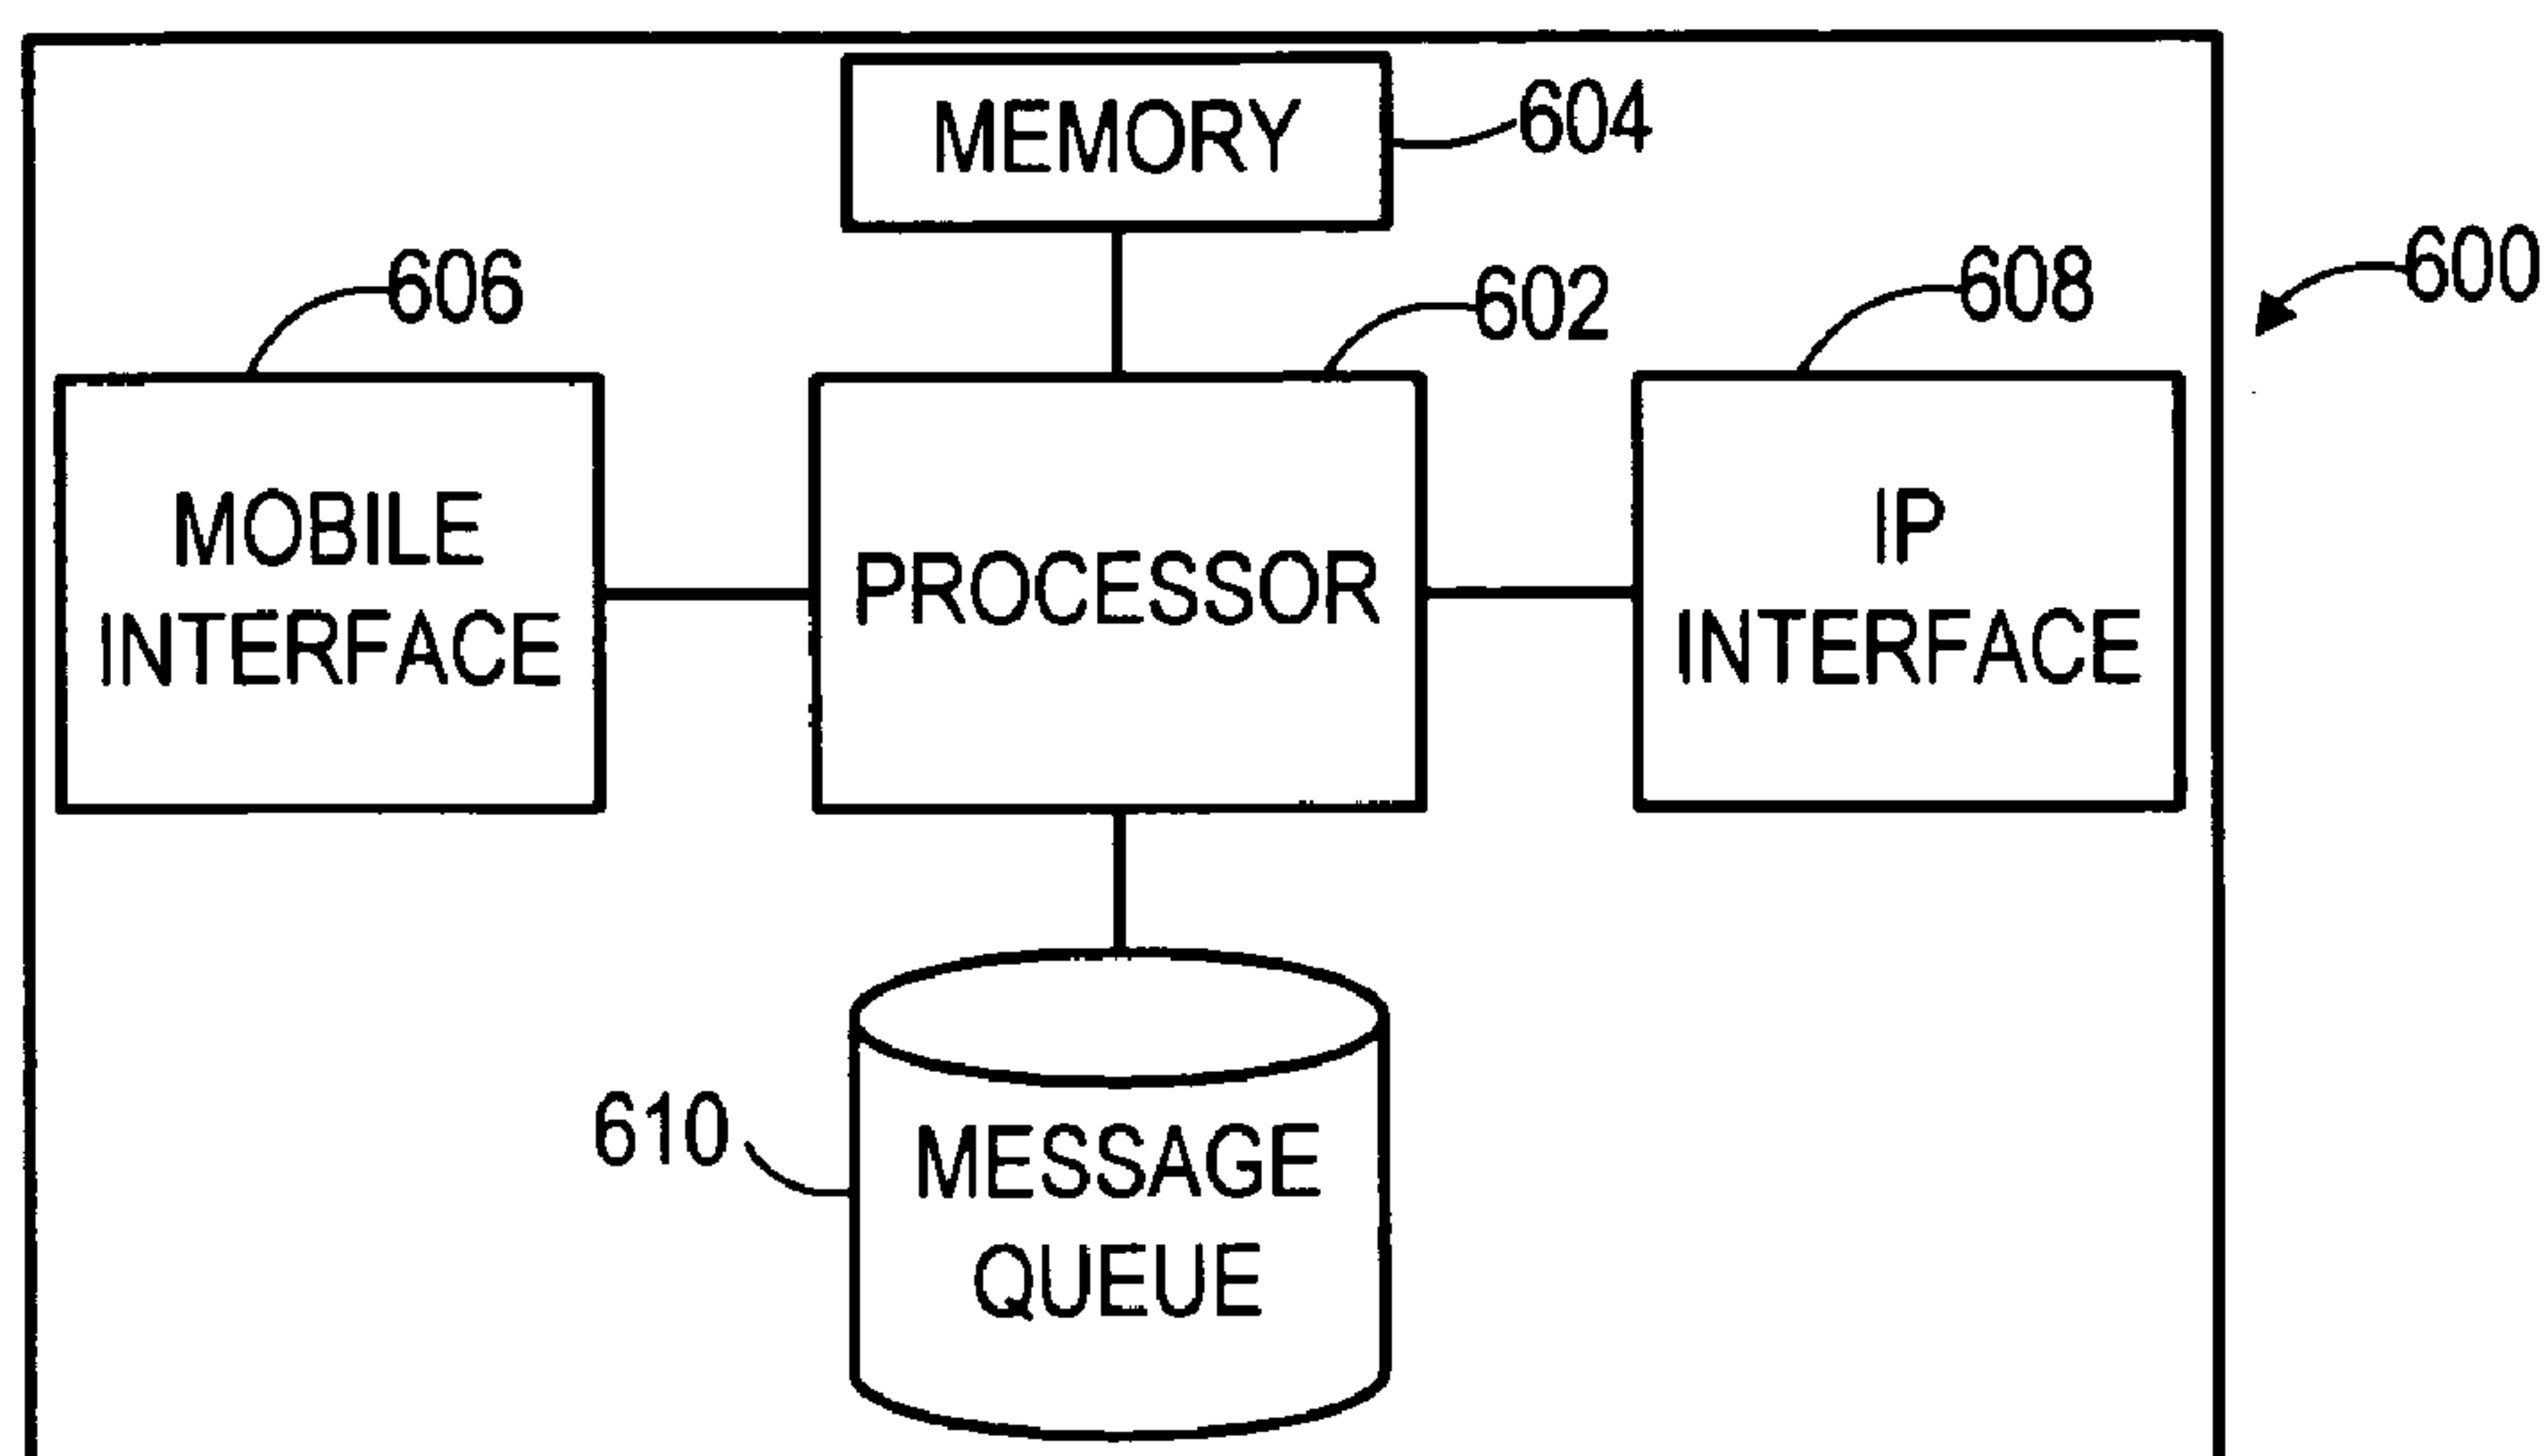 MEMORY
604
606
602
608
600
MOBILE
INTERFACE
PROCESSOR
IP
INTERFACE
610
MESSAGE
QUEUE